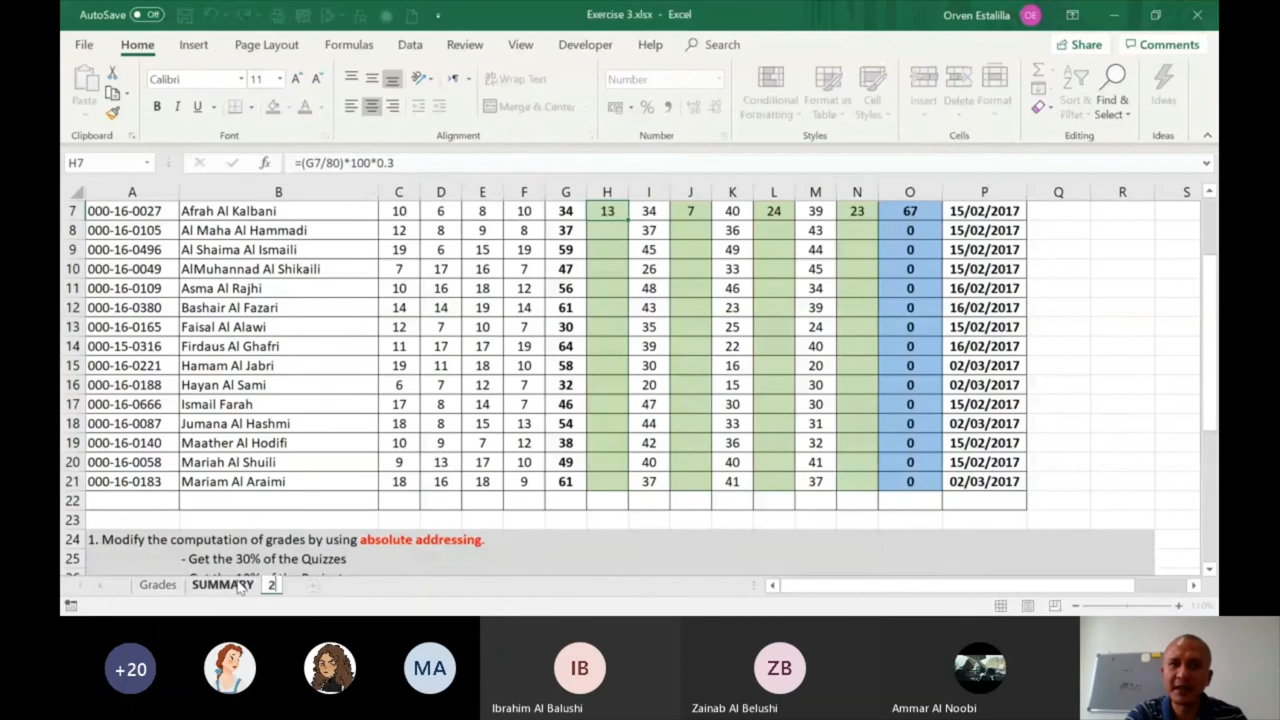 AutoSave Off Exercise 3.xlsx - Excel Orven Estalilla OE
File Home Insert Page Layout Formulas Data Review View Developer Help Search Share Comments
Calibri 11 Wrap Text Number
Paste B I U Merge & Center Conditional Formatting Format as Table Cell Styles Insert Delete Format Sort & Filter Find & Select Ideas
Clipboard Font Alignment Number Styles Cells Editing Ideas
H7 fx =(G7/80)*100*0.3
A B C D E F G H I J K L M N O P Q R S
7 000-16-0027 Afrah Al Kalbani 10 6 8 10 34 13 34 7 40 24 39 23 67 15/02/2017
8 000-16-0105 Al Maha Al Hammadi 12 8 9 8 37 37 36 43 0 15/02/2017
9 000-16-0496 Al Shaima Al Ismaili 19 6 15 19 59 45 49 44 0 15/02/2017
10 000-16-0049 AlMuhannad Al Shikaili 7 17 16 7 47 26 33 45 0 15/02/2017
11 000-16-0109 Asma Al Rajhi 10 16 18 12 56 48 46 34 0 16/02/2017
12 000-16-0380 Bashair Al Fazari 14 14 19 14 61 43 23 39 0 16/02/2017
13 000-16-0165 Faisal Al Alawi 12 7 10 7 30 35 25 24 0 15/02/2017
14 000-15-0316 Firdaus Al Ghafri 11 17 17 19 64 39 22 40 0 16/02/2017
15 000-16-0221 Hamam Al Jabri 19 11 18 10 58 30 16 20 0 02/03/2017
16 000-16-0188 Hayan Al Sami 6 7 12 7 32 20 15 30 0 02/03/2017
17 000-16-0666 Ismail Farah 17 8 14 7 46 47 30 30 0 15/02/2017
18 000-16-0087 Jumana Al Hashmi 18 8 15 13 54 44 33 31 0 02/03/2017
19 000-16-0140 Maather Al Hodifi 10 9 7 12 38 42 36 32 0 15/02/2017
20 000-16-0058 Mariah Al Shuili 9 13 17 10 49 40 40 41 0 15/02/2017
21 000-16-0183 Mariam Al Araimi 18 16 18 9 61 37 41 37 0 02/03/2017
22
23
24 1. Modify the computation of grades by using absolute addressing.
25 - Get the 30% of the Quizzes
Grades SUMMARY 2
110%
+20 MA IB ZB
Ibrahim Al Balushi Zainab Al Belushi Ammar Al Noobi